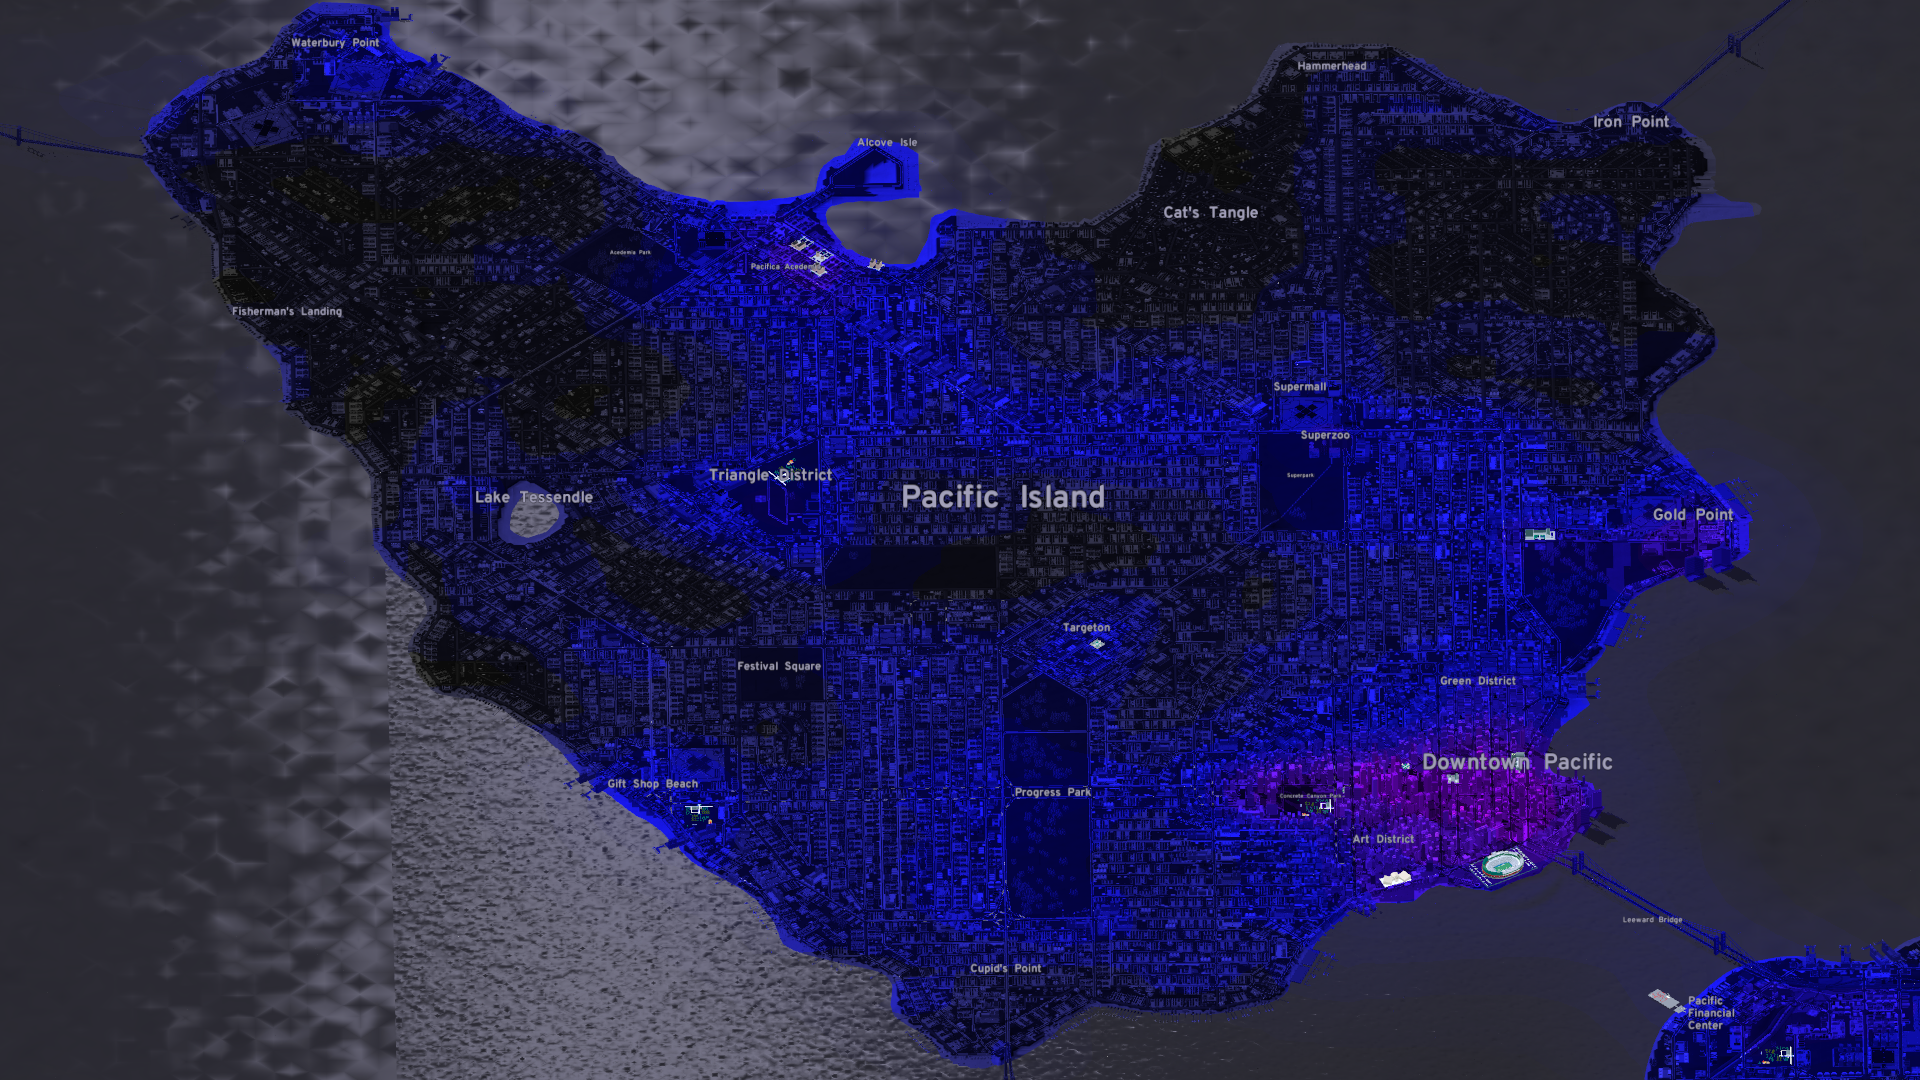 Waterbury Point
Hammerhead
Iron Point
Alcove Isle
Cat's Tangle
Academia Park
Pacifica Academy
Fisherman's Landing
Supermall
Superzoo
Triangle District
Superpark
Lake Tessendle
Pacific Island
Gold Point
Targeton
Festival Square
Green District
Downtown Pacific
Gift Shop Beach
Progress Park
Concrete Canyon Park
Art District
Leeward Bridge
Cupid's Point
Pacific
Financial
Center